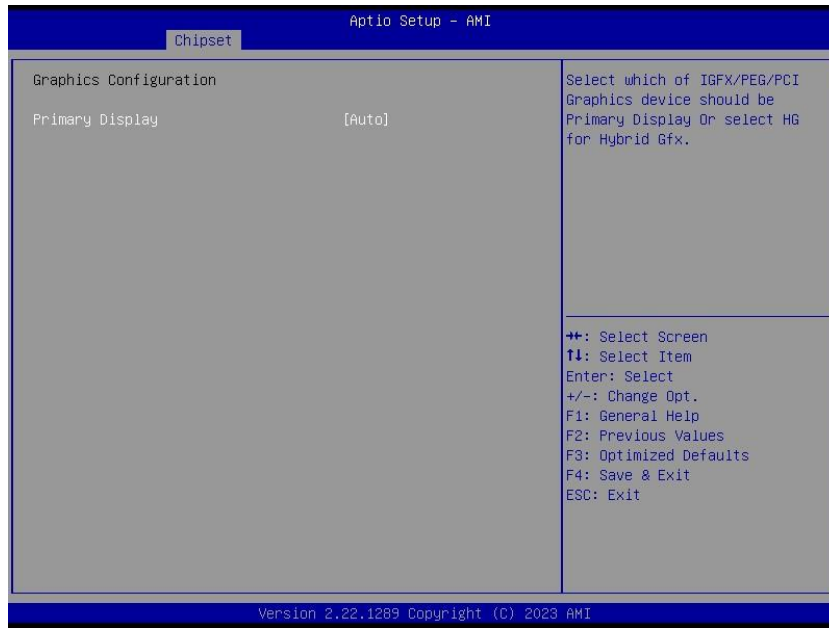 Aptio Setup - AMI
Chipset
Graphics Configuration
Primary Display [Auto]
Select which of IGFX/PEG/PCI
Graphics device should be
Primary Display Or select HG
for Hybrid Gfx.
→←: Select Screen
↑↓: Select Item
Enter: Select
+/-: Change Opt.
F1: General Help
F2: Previous Values
F3: Optimized Defaults
F4: Save & Exit
ESC: Exit
Version 2.22.1289 Copyright (C) 2023 AMI